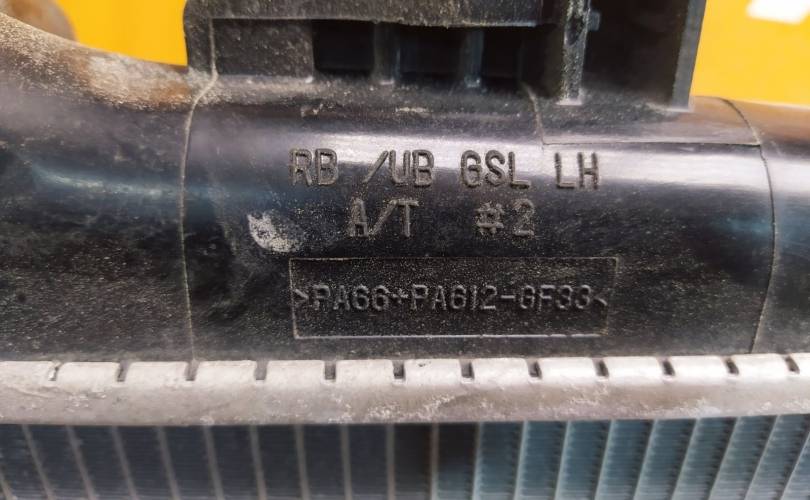 RB /UB GSL LH
A/T #2
>PA66+PA612-GF33<